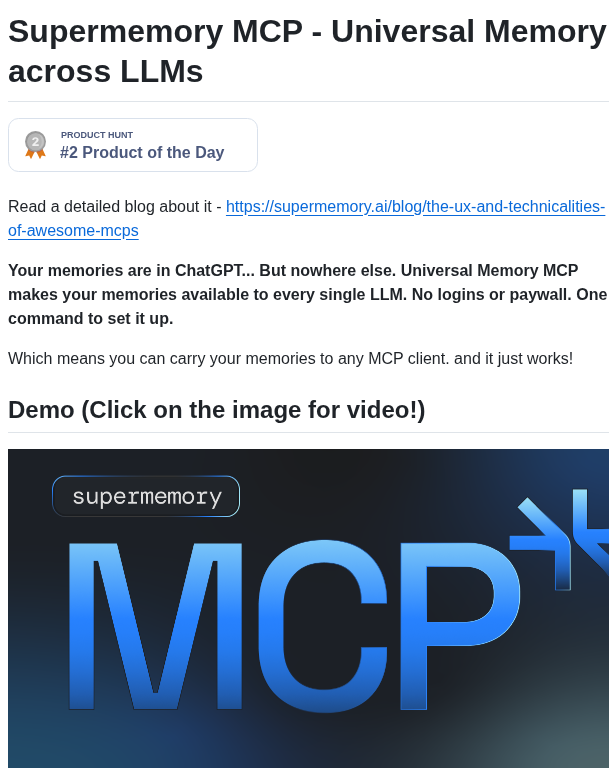 Supermemory MCP - Universal Memory
across LLMs
2
PRODUCT HUNT
#2 Product of the Day
Read a detailed blog about it - https://supermemory.ai/blog/the-ux-and-technicalities-
of-awesome-mcps
Your memories are in ChatGPT... But nowhere else. Universal Memory MCP
makes your memories available to every single LLM. No logins or paywall. One
command to set it up.
Which means you can carry your memories to any MCP client. and it just works!
Demo (Click on the image for video!)
supermemory
MCP